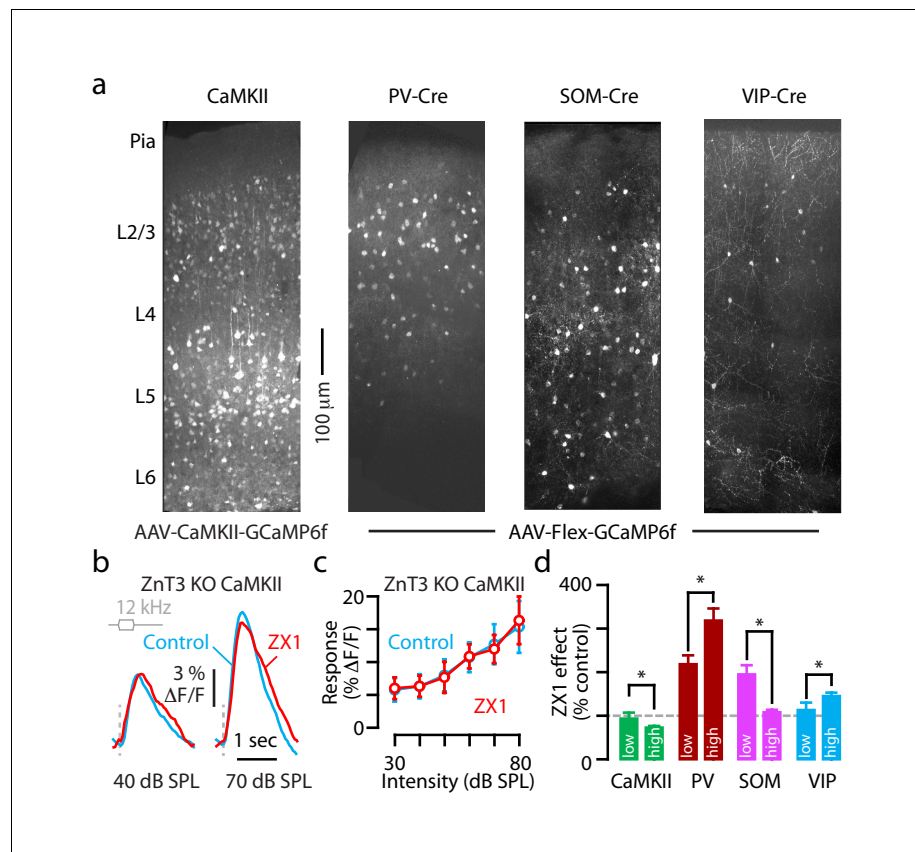 a
CaMKII PV-Cre SOM-Cre VIP-Cre
Pia
L2/3
L4
L5
L6
100 μm
AAV-CaMKII-GCaMP6f AAV-Flex-GCaMP6f
b
ZnT3 KO CaMKII
12 kHz
Control
ZX1
3 %
ΔF/F
1 sec
40 dB SPL 70 dB SPL
c
ZnT3 KO CaMKII
20
Response
(% ΔF/F)
0
Control
ZX1
30 80
Intensity (dB SPL)
d
400
ZX1 effect
(% control)
0
* * * *
low high low high low high low high
CaMKII PV SOM VIP